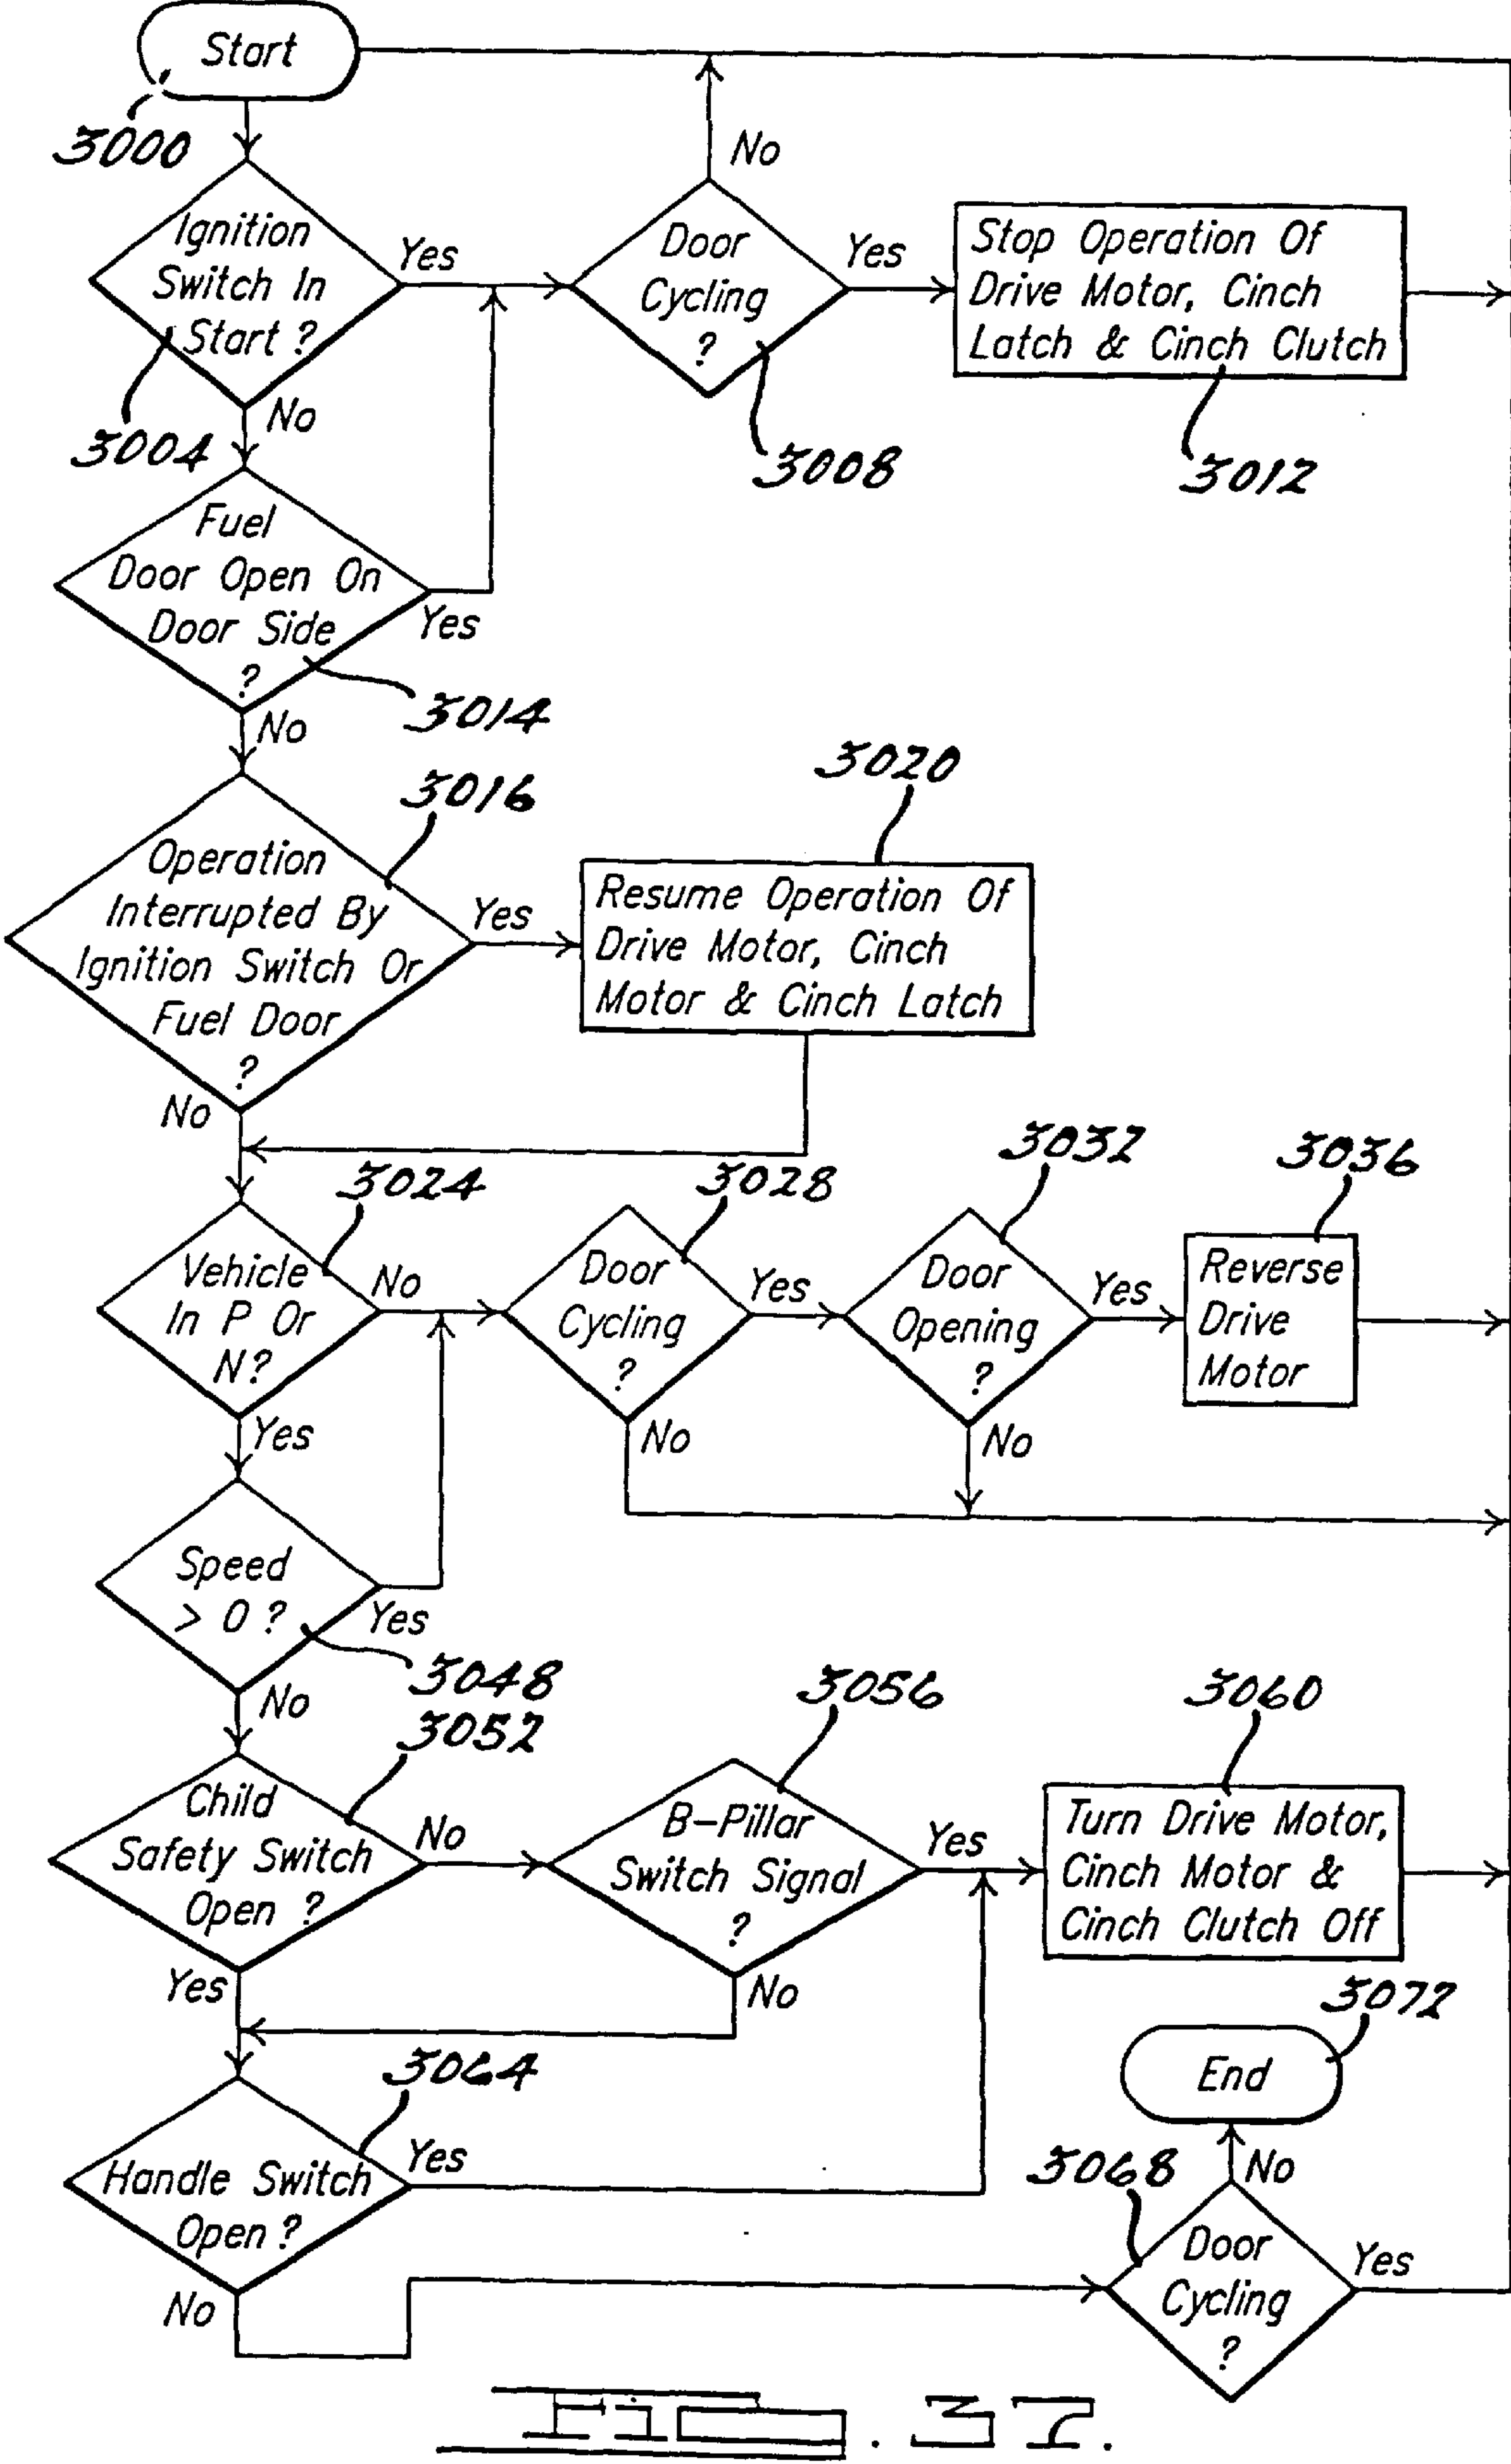 Start
3000
No
Ignition
Switch In
Start ?
Yes
Door
Cycling
?
Yes
Stop Operation Of
Drive Motor, Cinch
Latch & Cinch Clutch
No
3004
3008
3012
Fuel
Door Open On
Door Side
?
Yes
3014
No
3016
3020
Operation
Interrupted By
Ignition Switch Or
Fuel Door
?
Yes
Resume Operation Of
Drive Motor, Cinch
Motor & Cinch Latch
No
3024
3028
3032
3036
Vehicle
In P Or
N?
No
Door
Cycling
?
Yes
Door
Opening
?
Yes
Reverse
Drive
Motor
Yes
No
No
Speed
> 0 ?
Yes
3048
No
3052
3056
3060
Child
Safety Switch
Open ?
No
B-Pillar
Switch Signal
?
Yes
Turn Drive Motor,
Cinch Motor &
Cinch Clutch Off
Yes
No
3072
End
3064
Handle Switch
Open ?
Yes
3068
No
Door
Cycling
?
Yes
No
FIG. 37.